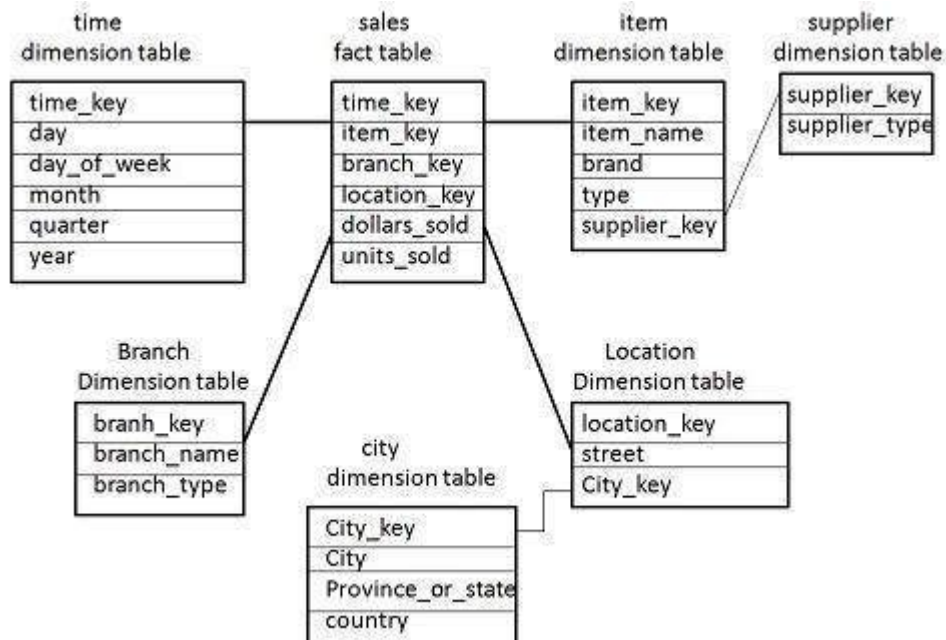 time
dimension table
time_key
day
day_of_week
month
quarter
year
sales
fact table
time_key
item_key
branch_key
location_key
dollars_sold
units_sold
item
dimension table
item_key
item_name
brand
type
supplier_key
supplier
dimension table
supplier_key
supplier_type
Branch
Dimension table
branh_key
branch_name
branch_type
city
dimension table
City_key
City
Province_or_state
country
Location
Dimension table
location_key
street
City_key